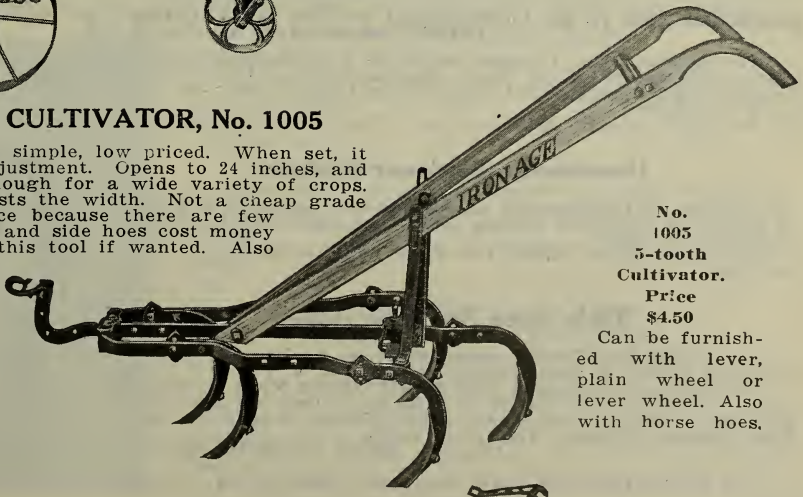 CULTIVATOR, No. 1005
simple, low priced. When set, it
justment. Opens to 24 inches, and
ough for a wide variety of crops.
sts the width. Not a cheap grade
ce because there are few
and side hoes cost money
this tool if wanted. Also
IRON AGE
No.
1005
5-tooth
Cultivator.
Price
$4.50
Can be furnish-
ed with lever,
plain wheel or
lever wheel. Also
with horse hoes.